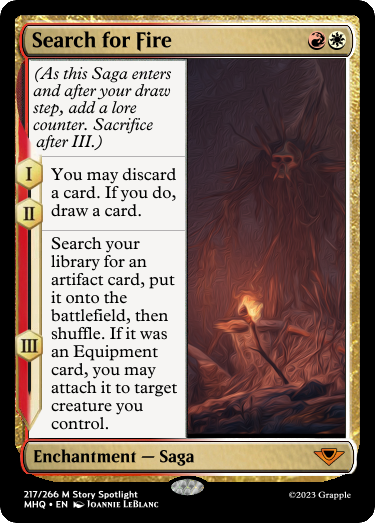 Search for Fire
(As this Saga enters
and after your draw
step, add a lore
counter. Sacrifice
after III.)
I
II
You may discard
a card. If you do,
draw a card.
III
Search your
library for an
artifact card, put
it onto the
battlefield, then
shuffle. If it was
an Equipment
card, you may
attach it to target
creature you
control.
Enchantment — Saga
217/266 M Story Spotlight
MHQ • EN Joannie LeBlanc
©2023 Grapple